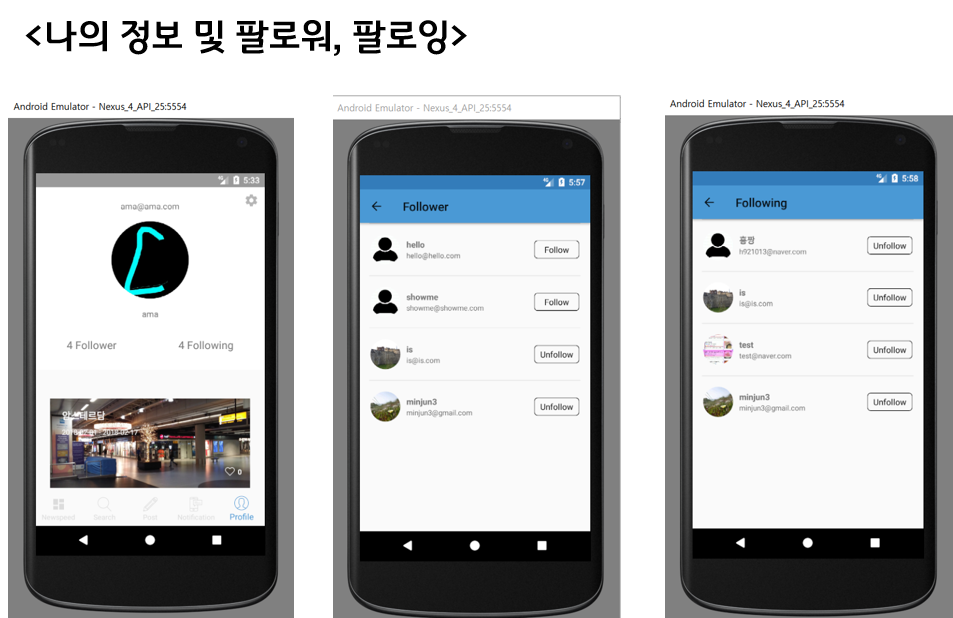 <나의 정보 및 팔로워, 팔로잉>
Android Emulator - Nexus_4_API_25:5554
5:33
ama@ama.com
ama
4 Follower
4 Following
암스테르담
0
Newspeed
Search
Post
Notification
Profile
Android Emulator - Nexus_4_API_25:5554
5:57
Follower
hello
hello@hello.com
Follow
showme
showme@showme.com
Follow
is
is@is.com
Unfollow
minjun3
minjun3@gmail.com
Unfollow
Android Emulator - Nexus_4_API_25:5554
5:58
Following
홍짱
h921013@naver.com
Unfollow
is
is@is.com
Unfollow
test
test@naver.com
Unfollow
minjun3
minjun3@gmail.com
Unfollow